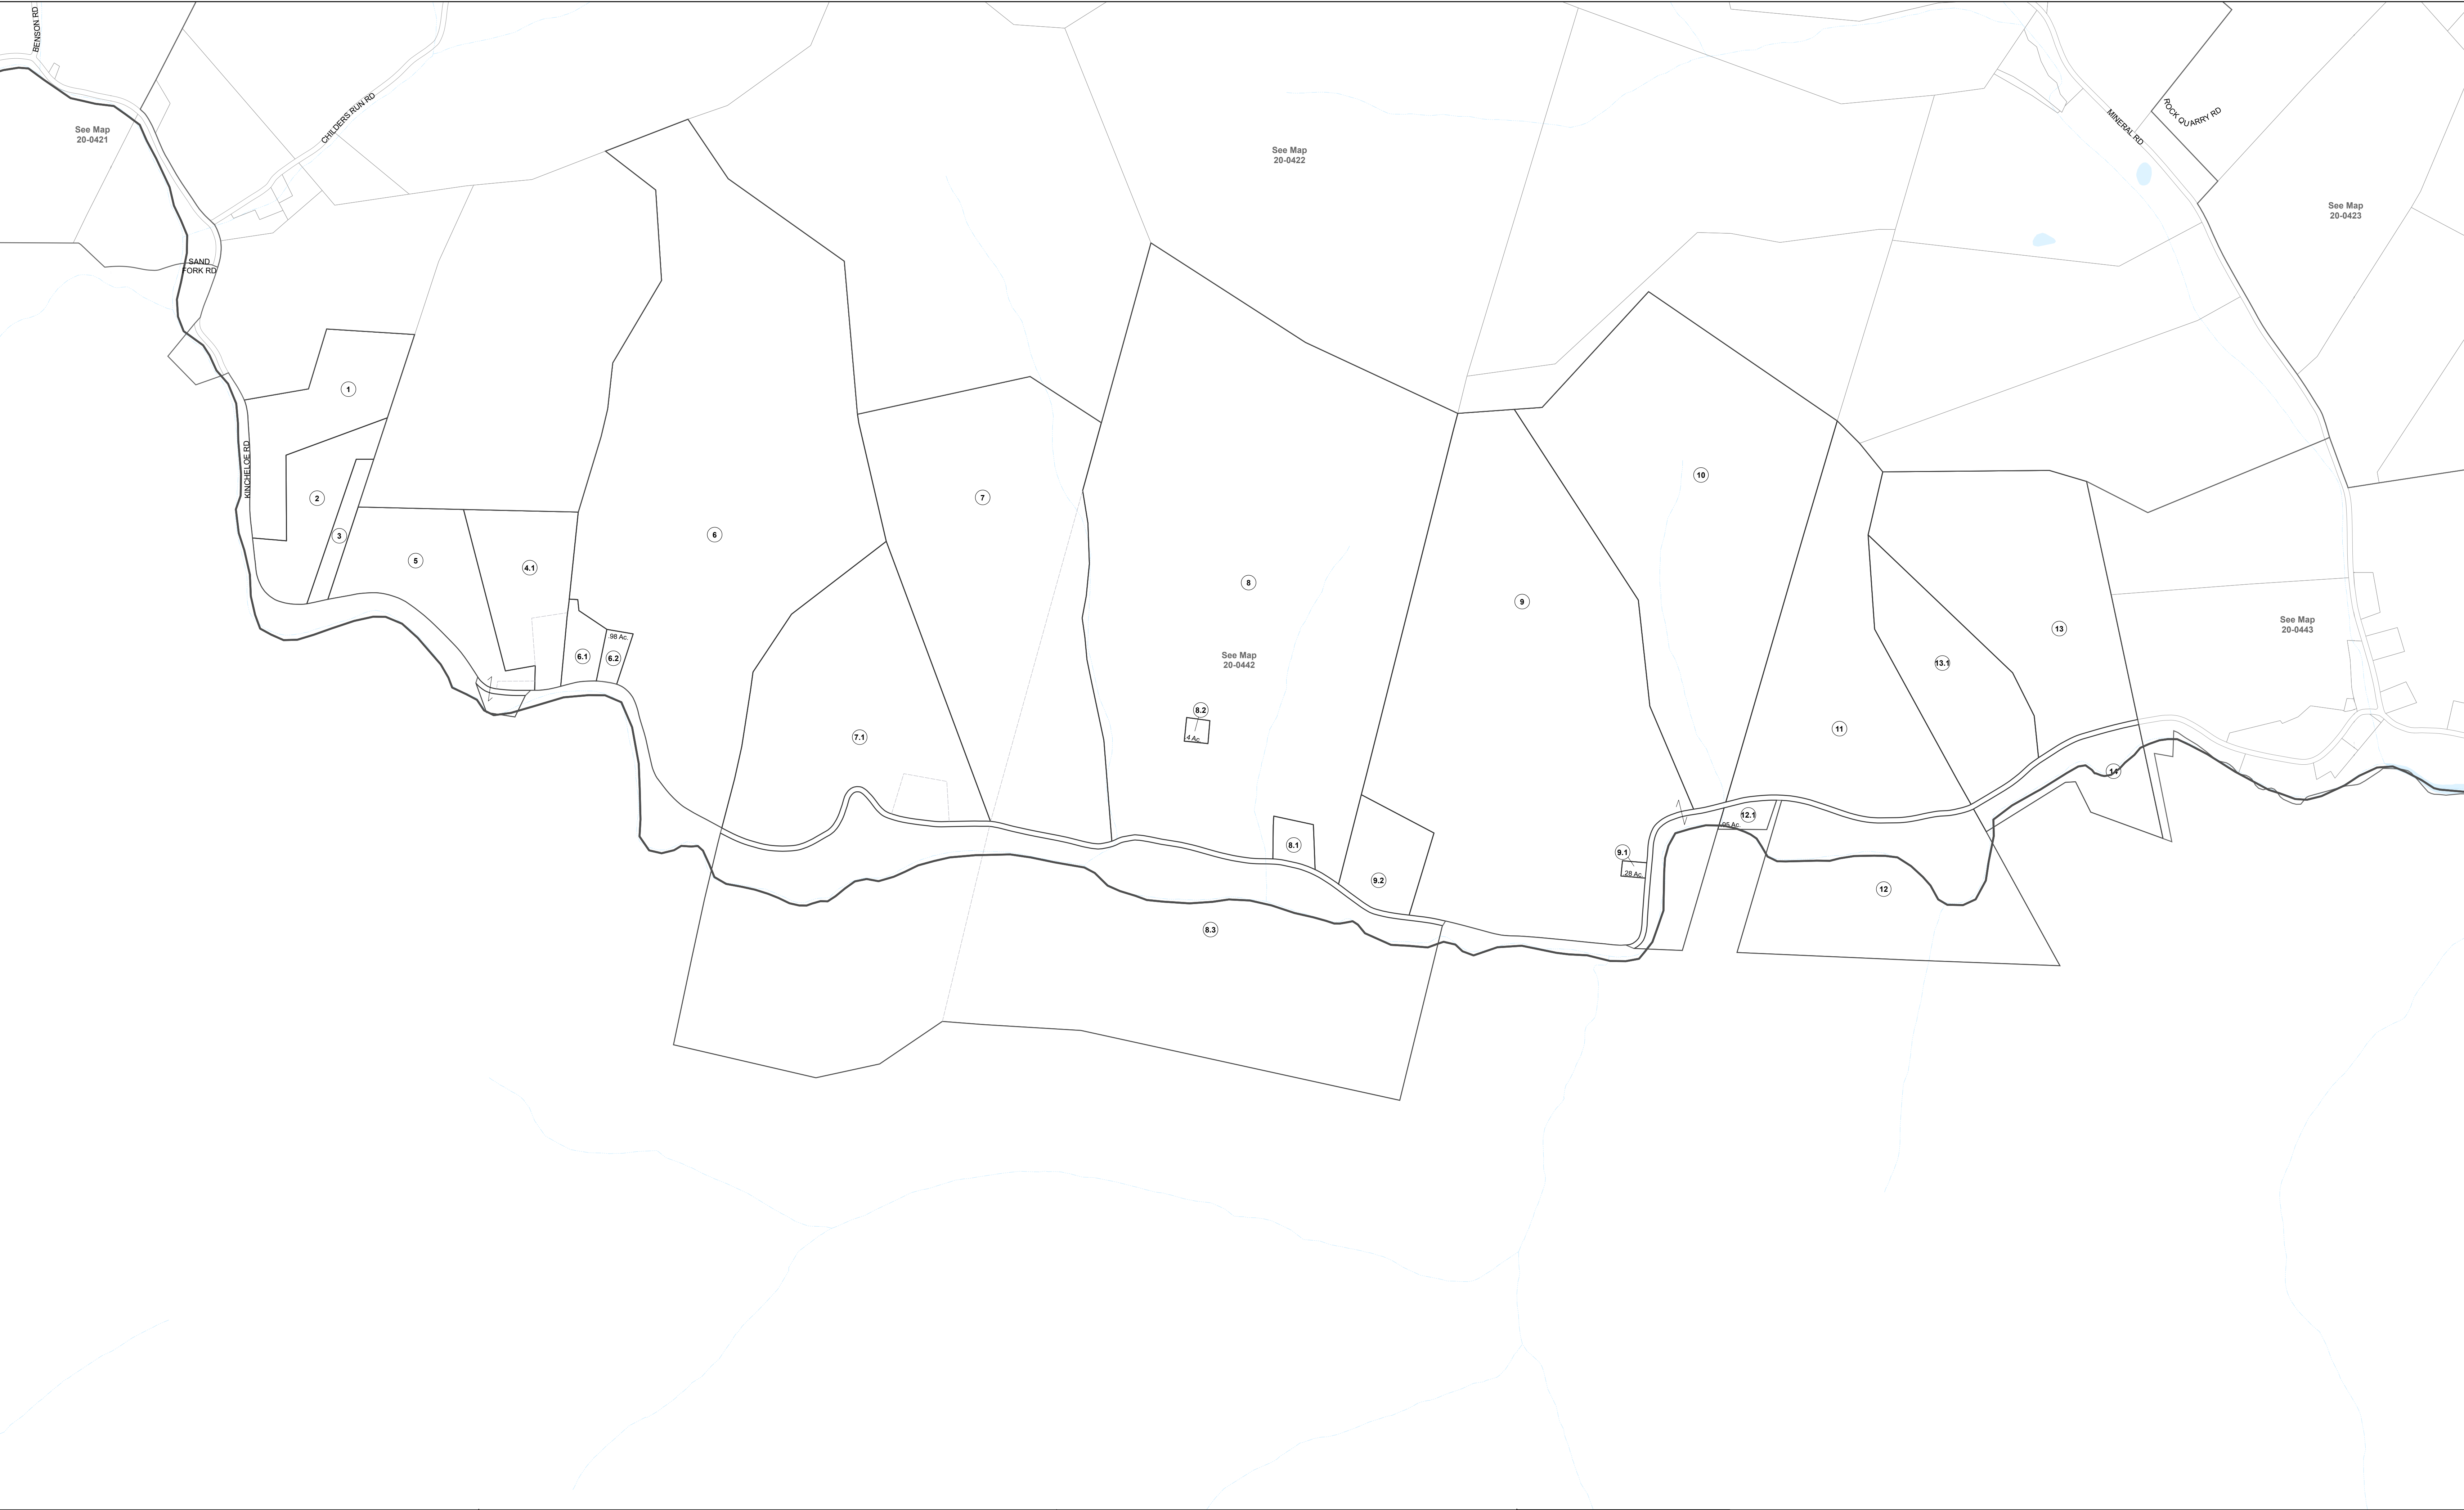 BENSON RD
CHILDERS RUN RD
See Map
20-0421
See Map
20-0422
MINERAL RD
ROCK QUARRY RD
See Map
20-0423
SAND
FORK RD
KINCHELOE RD
1
2
3
5
4.1
6
7
8
9
10
13
13.1
11
See Map
20-0443
See Map
20-0442
.98 Ac.
6.1
6.2
7.1
8.2
.4 Ac.
8.1
9.2
9.1
.28 Ac.
12.1
.95 Ac.
14
12
8.3